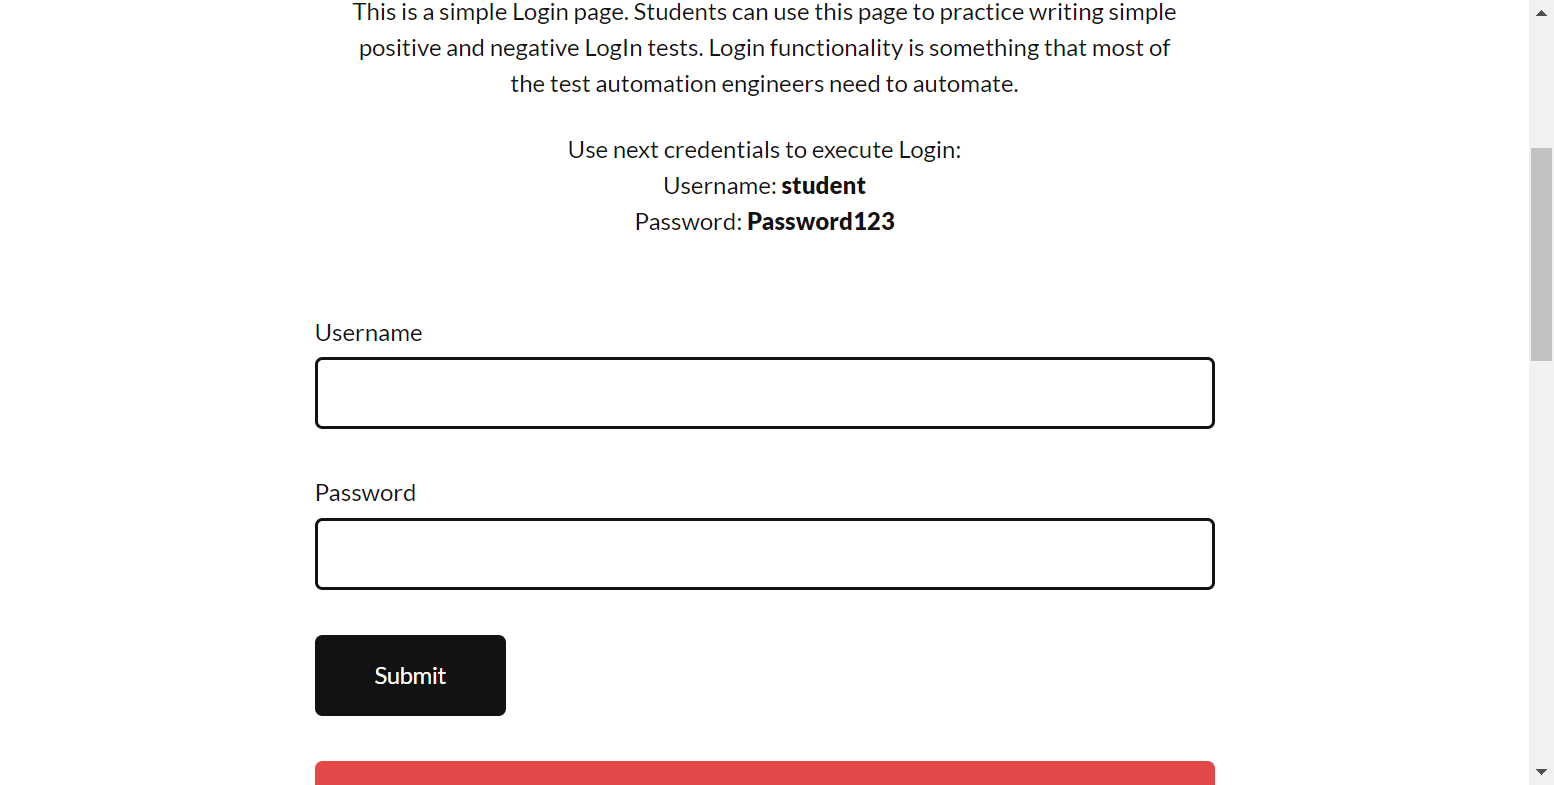 This is a simple Login page. Students can use this page to practice writing simple
positive and negative LogIn tests. Login functionality is something that most of
the test automation engineers need to automate.
Use next credentials to execute Login:
Username: student
Password: Password123
Username
Password
Submit